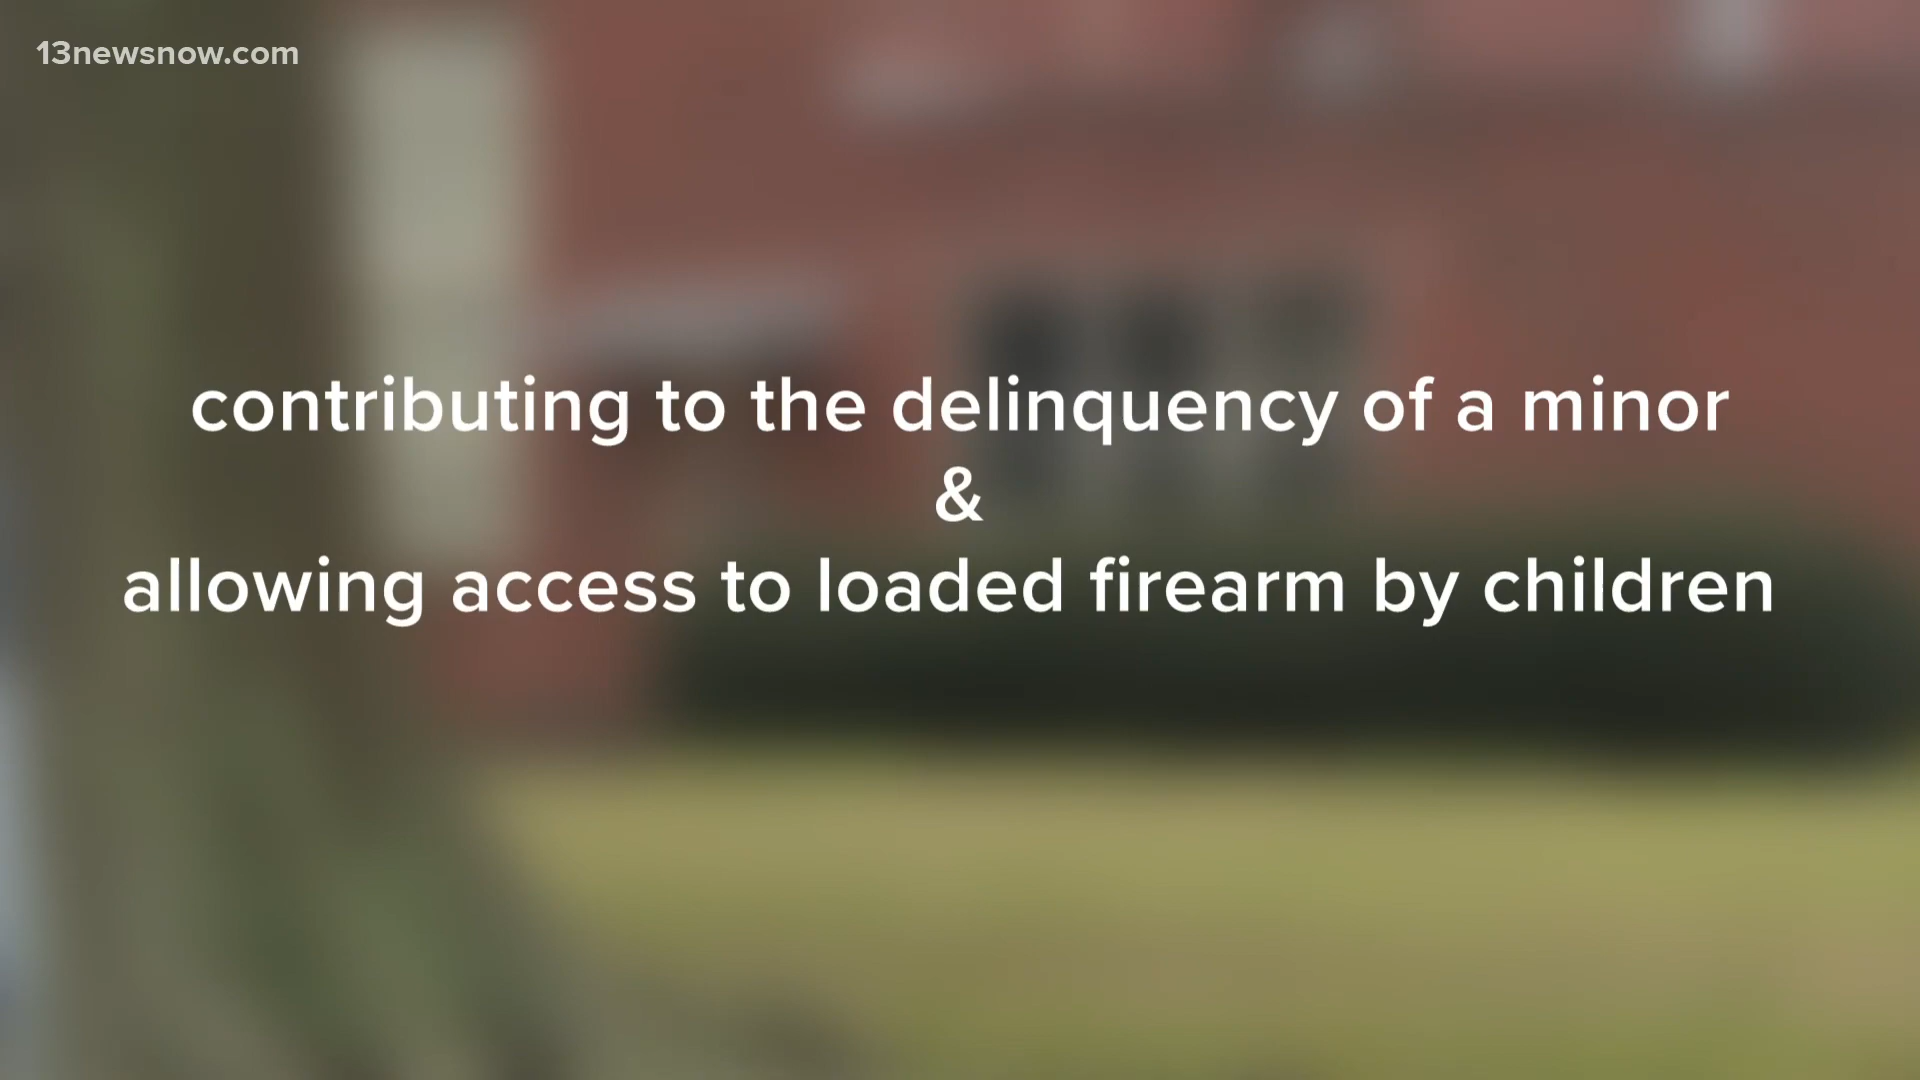 13newsnow.com
contributing to the delinquency of a minor
&
allowing access to loaded firearm by children